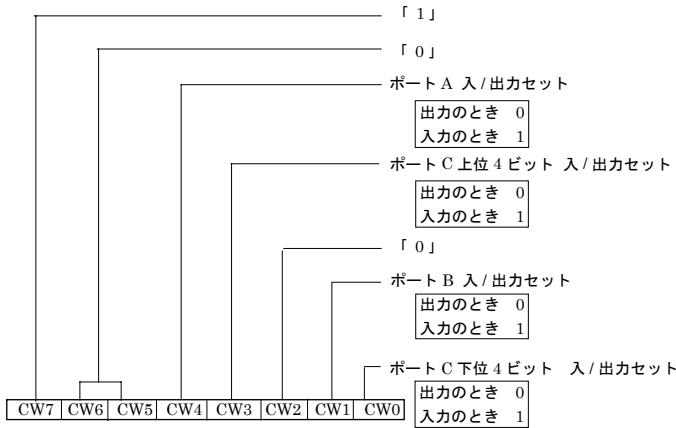 「 1」
「 0」
ポート A 入 / 出力セット
出力のとき 0
入力のとき 1
ポート C 上位 4 ビット 入 / 出力セット
出力のとき 0
入力のとき 1
「 0」
ポート B 入 / 出力セット
出力のとき 0
入力のとき 1
ポート C 下位 4 ビット 入 / 出力セット
出力のとき 0
入力のとき 1
CW7 CW6 CW5 CW4 CW3 CW2 CW1 CW0